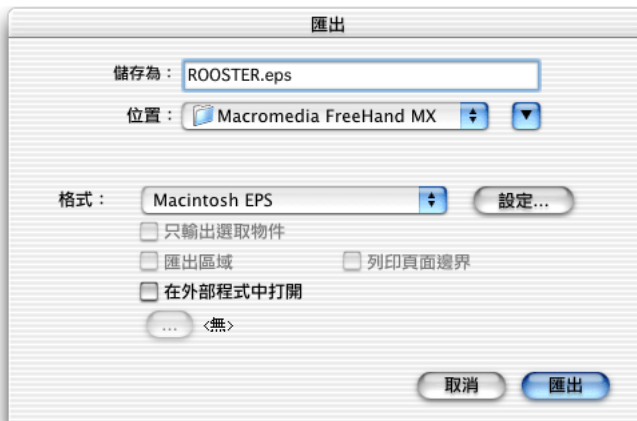 匯出
儲存為：ROOSTER.eps
位置：Macromedia FreeHand MX
格式：Macintosh EPS 設定...
只輸出選取物件
匯出區域 列印頁面邊界
在外部程式中打開
... <無>
取消 匯出